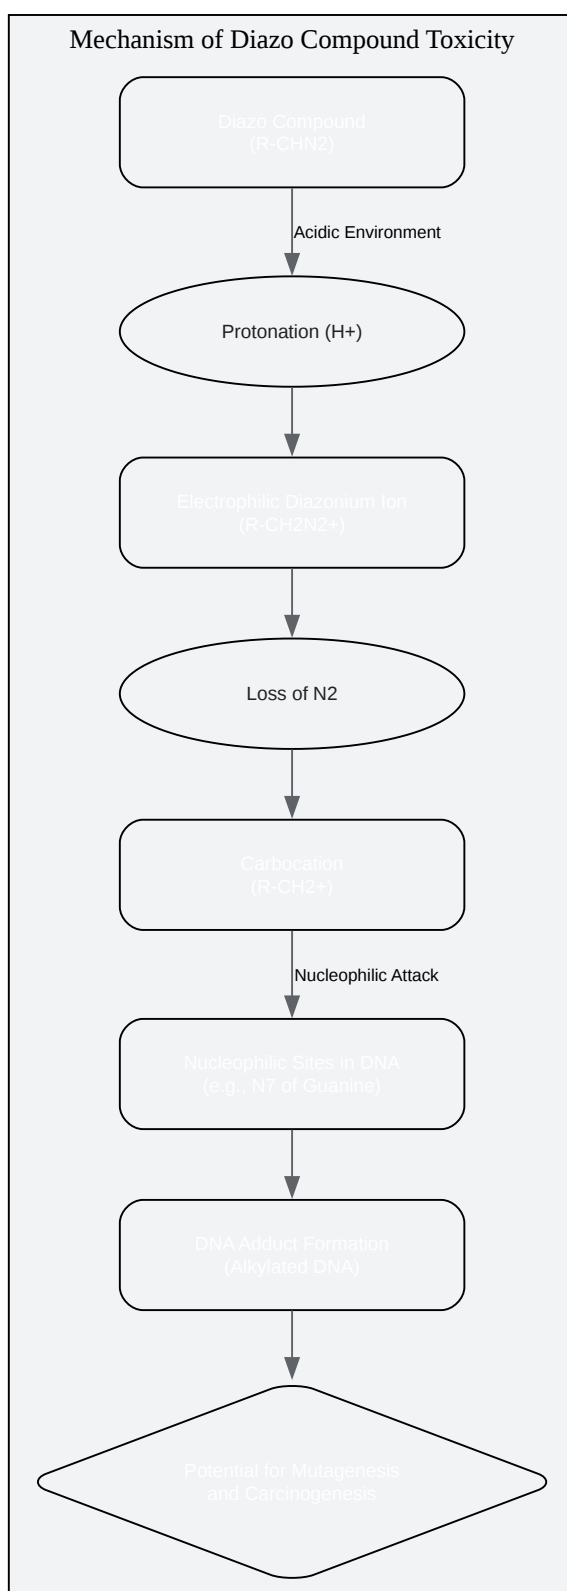 Mechanism of Diazo Compound Toxicity
Diazo Compound
(R-CHN2)
Acidic Environment
Protonation (H+)
Electrophilic Diazonium Ion
(R-CH2N2+)
Loss of N2
Carbocation
(R-CH2+)
Nucleophilic Attack
Nucleophilic Sites in DNA
(e.g., N7 of Guanine)
DNA Adduct Formation
(Alkylated DNA)
Potential for Mutagenesis
and Carcinogenesis